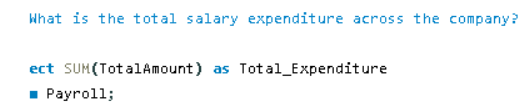 What is the total salary expenditure across the company?
ect SUM(TotalAmount) as Total_Expenditure
Payroll;